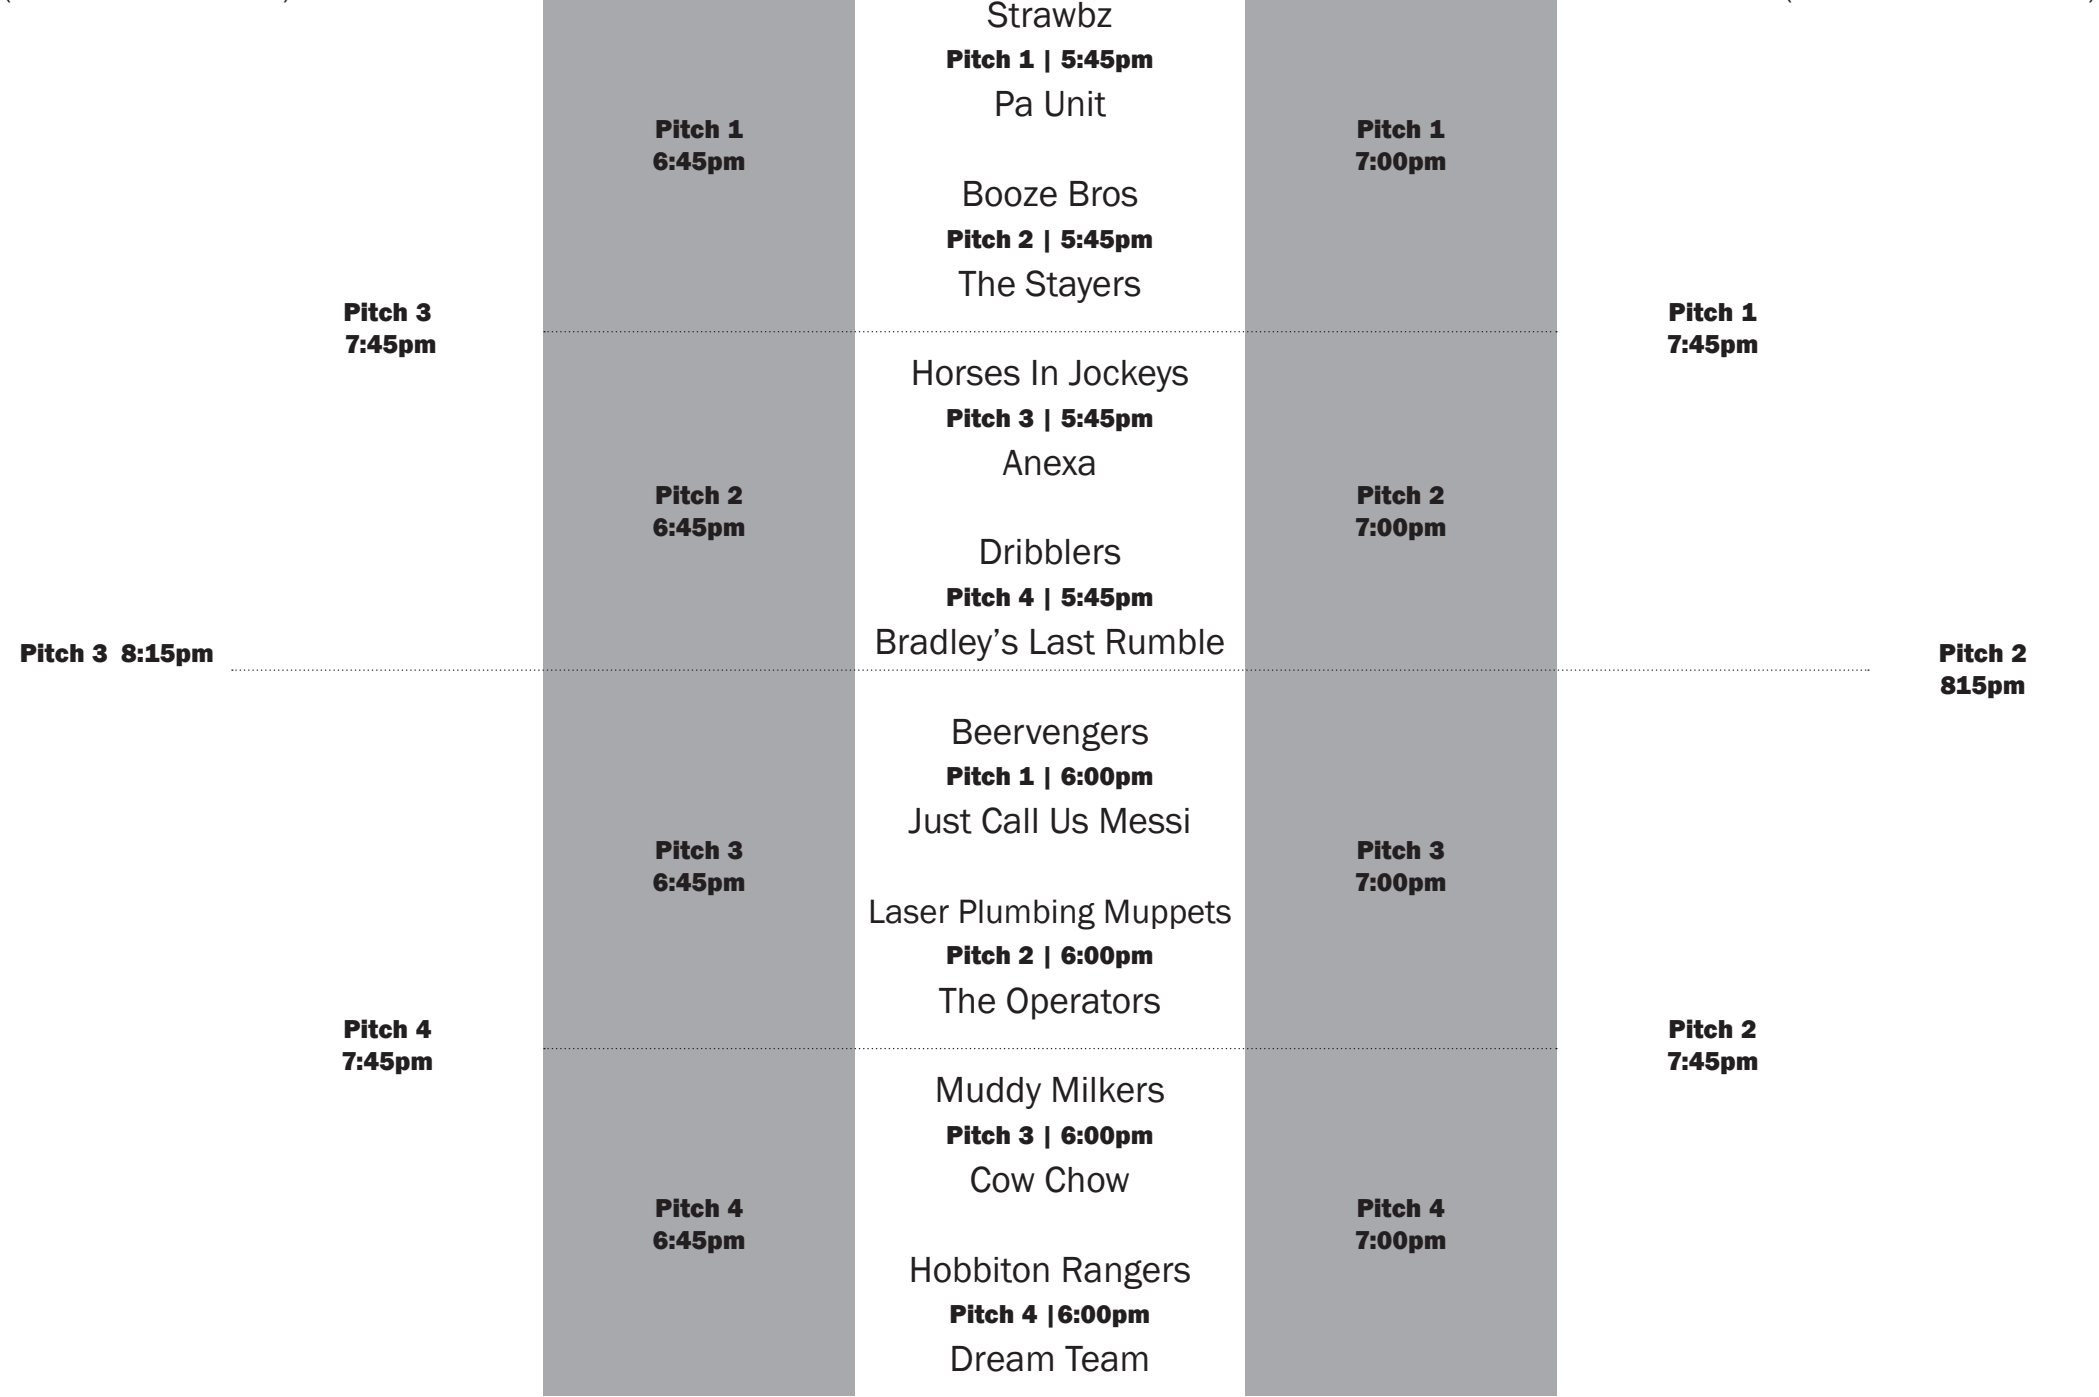 Strawbz
Pitch 1 | 5:45pm
Pa Unit
Pitch 1
6:45pm
Pitch 1
7:00pm
Booze Bros
Pitch 2 | 5:45pm
The Stayers
Pitch 3
7:45pm
Pitch 1
7:45pm
Horses In Jockeys
Pitch 3 | 5:45pm
Anexa
Pitch 2
6:45pm
Pitch 2
7:00pm
Dribblers
Pitch 4 | 5:45pm
Bradley’s Last Rumble
Pitch 3 8:15pm
Pitch 2
815pm
Beervengers
Pitch 1 | 6:00pm
Just Call Us Messi
Pitch 3
6:45pm
Pitch 3
7:00pm
Laser Plumbing Muppets
Pitch 2 | 6:00pm
The Operators
Pitch 4
7:45pm
Pitch 2
7:45pm
Muddy Milkers
Pitch 3 | 6:00pm
Cow Chow
Pitch 4
6:45pm
Pitch 4
7:00pm
Hobbiton Rangers
Pitch 4 |6:00pm
Dream Team